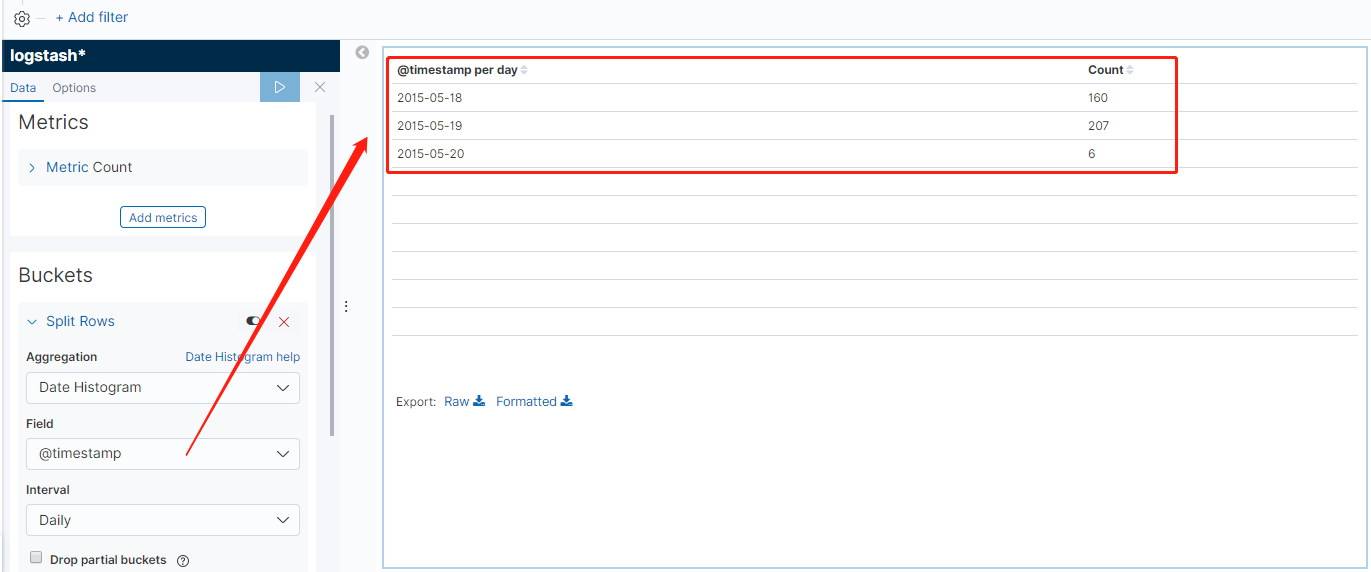 + Add filter
logstash*
Data Options
Metrics
Metric Count
Add metrics
Buckets
Split Rows
Aggregation Date Histogram help
Date Histogram
Field
@timestamp
Interval
Daily
Drop partial buckets ?
@timestamp per day Count
2015-05-18 160
2015-05-19 207
2015-05-20 6
Export: Raw Formatted